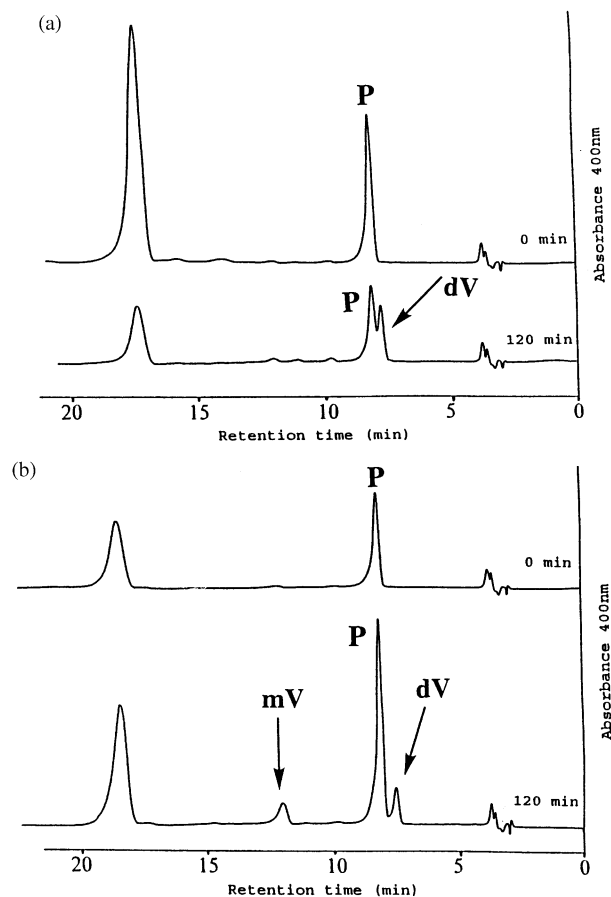 (a)
P
0 min
P
dV
120 min
Absorbance 400nm
20 15 10 5 0
Retention time (min)
(b)
P
0 min
P
mV
dV
120 min
Absorbance 400nm
20 15 10 5 0
Retention time (min)